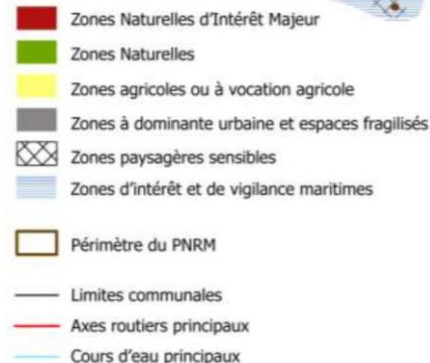 Zones Naturelles d'Intérêt Majeur
Zones Naturelles
Zones agricoles ou à vocation agricole
Zones à dominante urbaine et espaces fragilisés
Zones paysagères sensibles
Zones d'intérêt et de vigilance maritimes
Périmètre du PNRM
Limites communales
Axes routiers principaux
Cours d'eau principaux